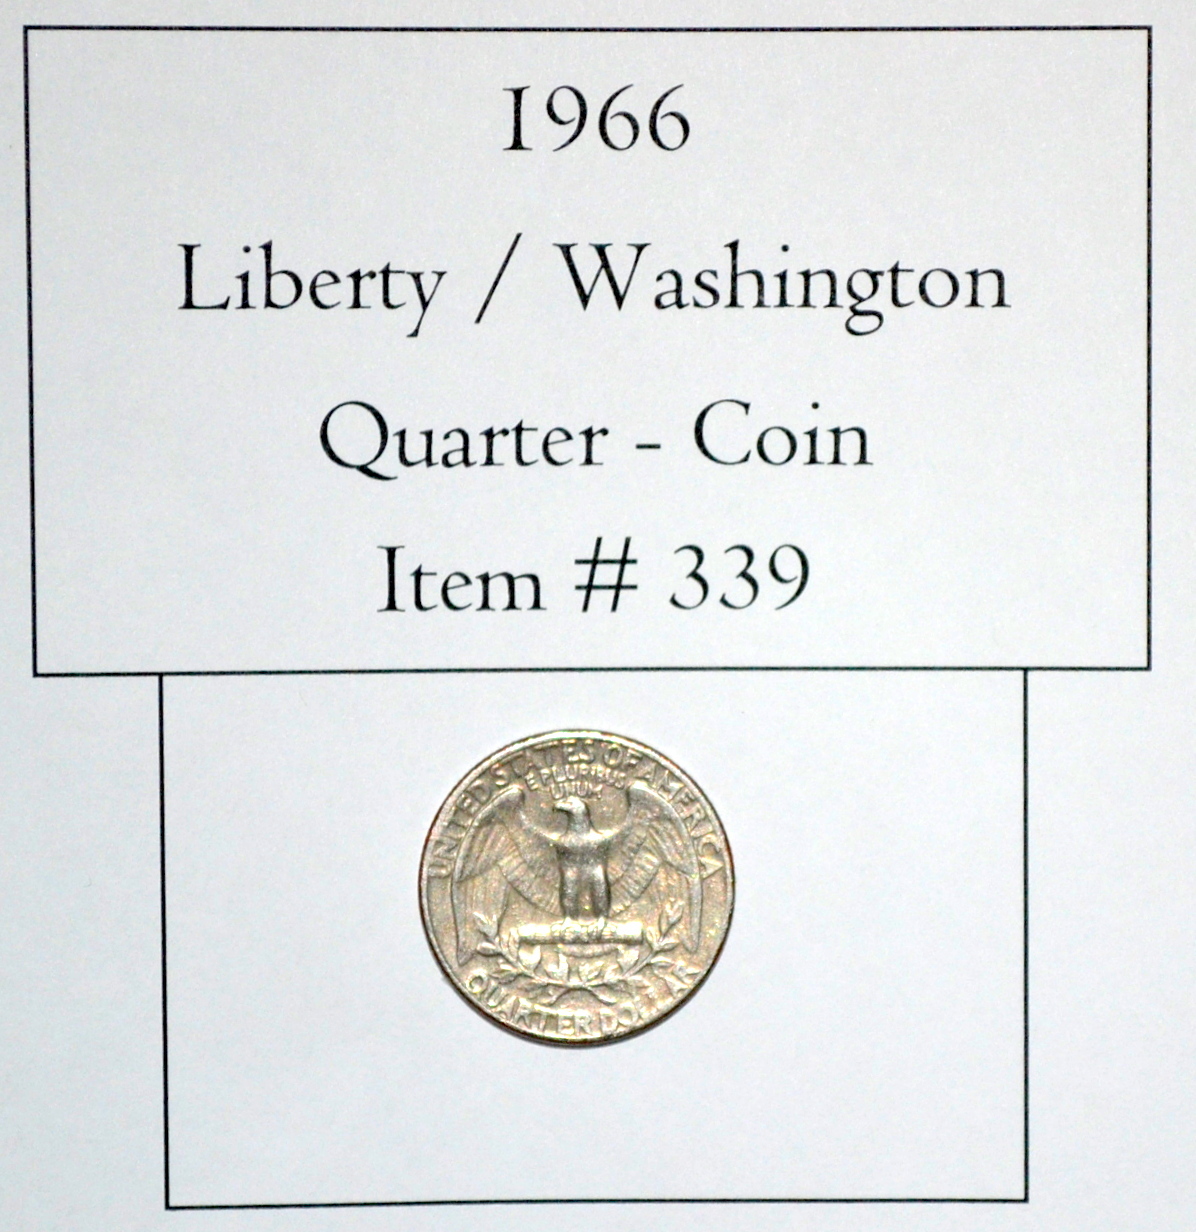 1966
Liberty / Washington
Quarter - Coin
Item # 339
UNITED STATES OF AMERICA
E PLURIBUS
UNUM
QUARTER DOLLAR